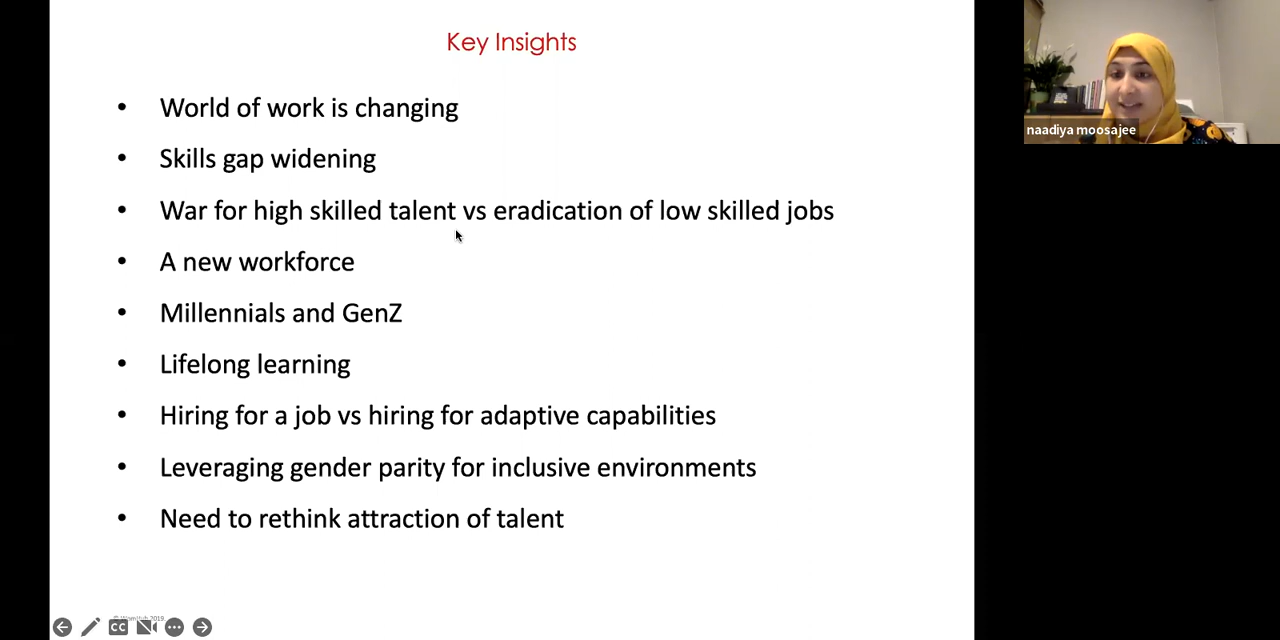 Key Insights
• World of work is changing
• Skills gap widening
• War for high skilled talent vs eradication of low skilled jobs
• A new workforce
• Millennials and GenZ
• Lifelong learning
• Hiring for a job vs hiring for adaptive capabilities
• Leveraging gender parity for inclusive environments
• Need to rethink attraction of talent
naadiya moosajee
CC